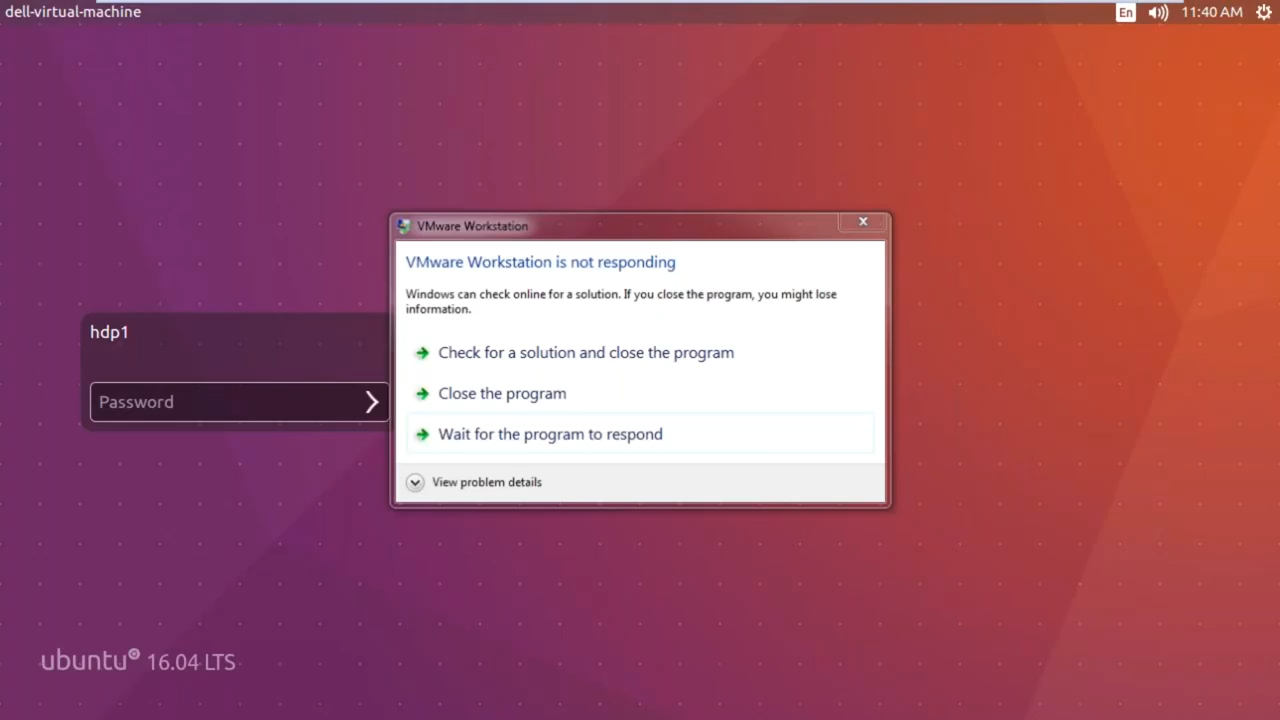 dell-virtual-machine
En
11:40 AM
VMware Workstation
VMware Workstation is not responding
Windows can check online for a solution. If you close the program, you might lose
information.
hdp1
Check for a solution and close the program
Close the program
Password
Wait for the program to respond
View problem details
ubuntu 16.04 LTS